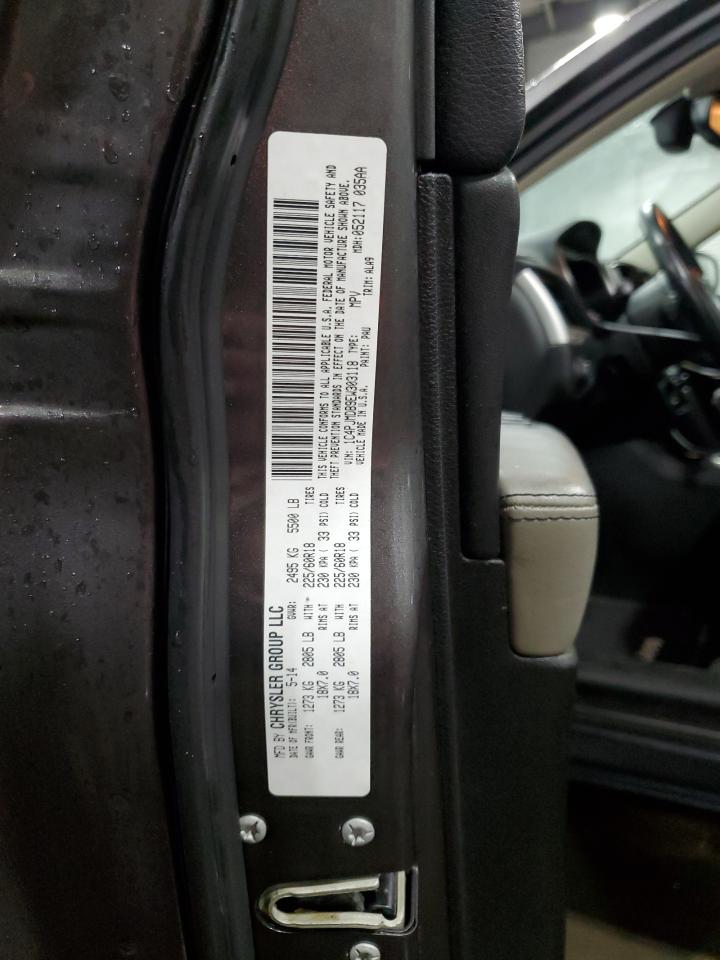 MFD BY CHRYSLER GROUP LLC
DATE OF MFR(BUILT): 5-14 GVWR: 2495 KG 5500 LB
GAWR FRONT: 1273 KG 2805 LB WITH 225/60R18 TIRES
18X7.0 RIMS AT 230 KPA ( 33 PSI) COLD
GAWR REAR: 1273 KG 2805 LB WITH 225/60R18 TIRES
18X7.0 RIMS AT 230 KPA ( 33 PSI) COLD
THIS VEHICLE CONFORMS TO ALL APPLICABLE U.S.A. FEDERAL MOTOR VEHICLE SAFETY AND
THEFT PREVENTION STANDARDS IN EFFECT ON THE DATE OF MANUFACTURE SHOWN ABOVE.
VIN: 1C4PJMDB9EW303118 TYPE: MPV MDH:052117 035AA
VEHICLE MADE IN U.S.A. PAINT: PAU TRIM: ALA9